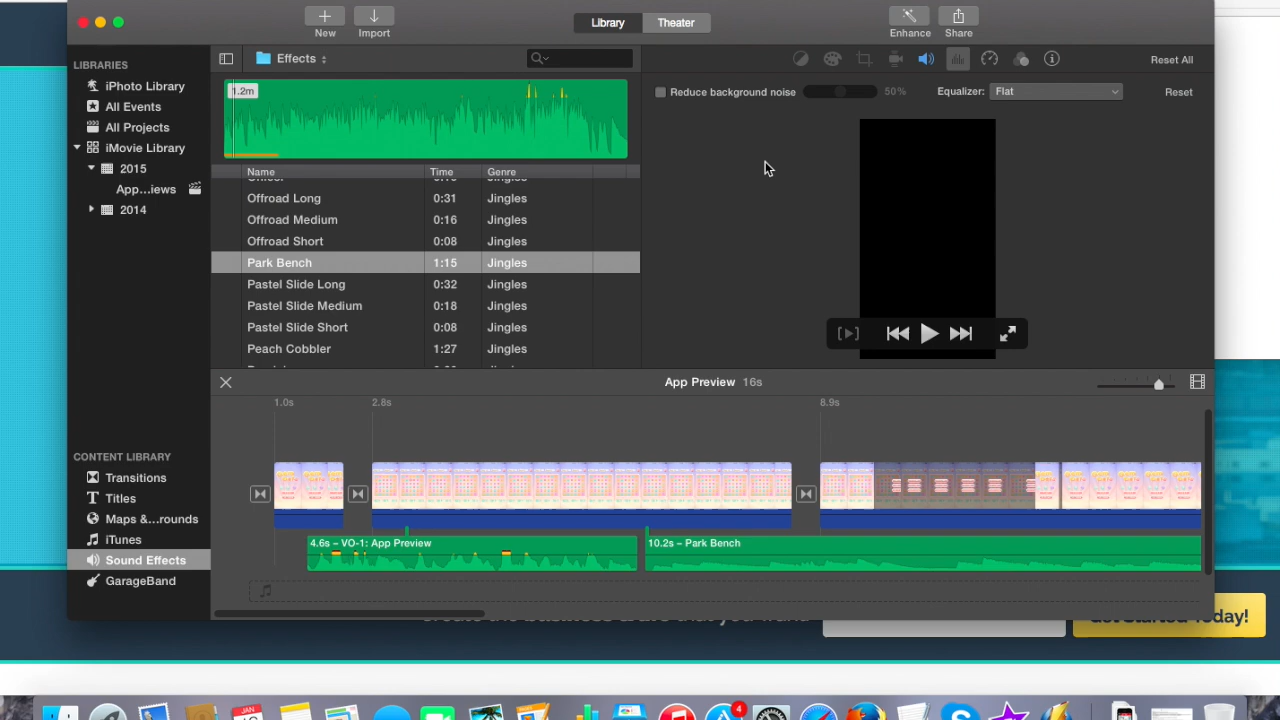 Library Theater
New Import Enhance Share
LIBRARIES
iPhoto Library
All Events
All Projects
iMovie Library
2015
App...iews
2014
CONTENT LIBRARY
Transitions
Titles
Maps &...rounds
iTunes
Sound Effects
GarageBand
Effects
1.2m
Name Time Genre
Offroad Long 0:31 Jingles
Offroad Medium 0:16 Jingles
Offroad Short 0:08 Jingles
Park Bench 1:15 Jingles
Pastel Slide Long 0:32 Jingles
Pastel Slide Medium 0:18 Jingles
Pastel Slide Short 0:08 Jingles
Peach Cobbler 1:27 Jingles
Reset All
Reduce background noise 50% Equalizer: Flat Reset
App Preview 16s
1.0s 2.8s 8.9s
4.6s – VO-1: App Preview
10.2s – Park Bench
Get Started Today!
JAN
4